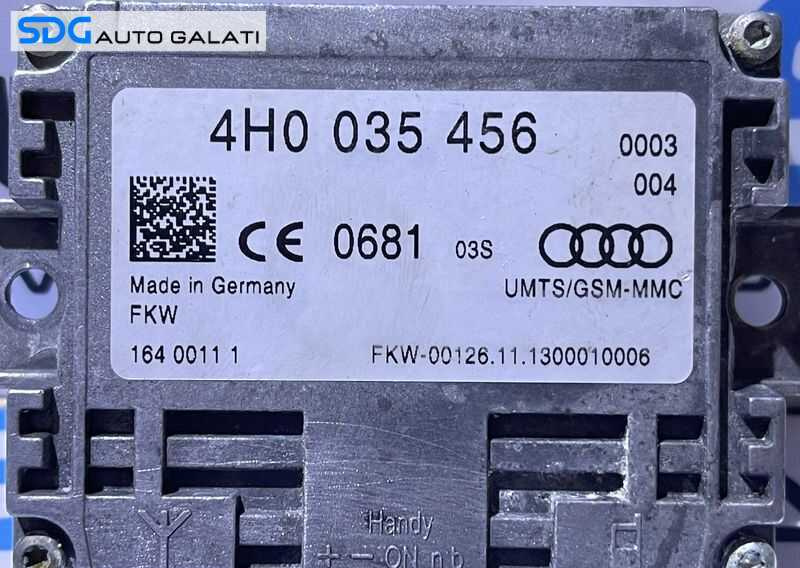 SDG AUTO GALATI
4H0 035 456 0003
004
CE 0681 03S
Made in Germany UMTS/GSM-MMC
FKW
164 0011 1 FKW-00126.11.1300010006
Handy
+ − ON n b